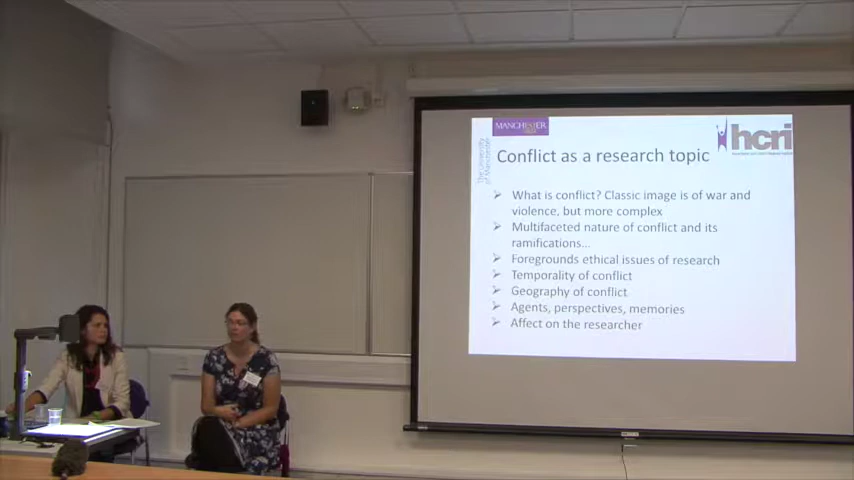 MANCHESTER
The University
of Manchester
hcri
Conflict as a research topic
What is conflict? Classic image is of war and
violence, but more complex
Multifaceted nature of conflict and its
ramifications...
Foregrounds ethical issues of research
Temporality of conflict
Geography of conflict
Agents, perspectives, memories
Affect on the researcher